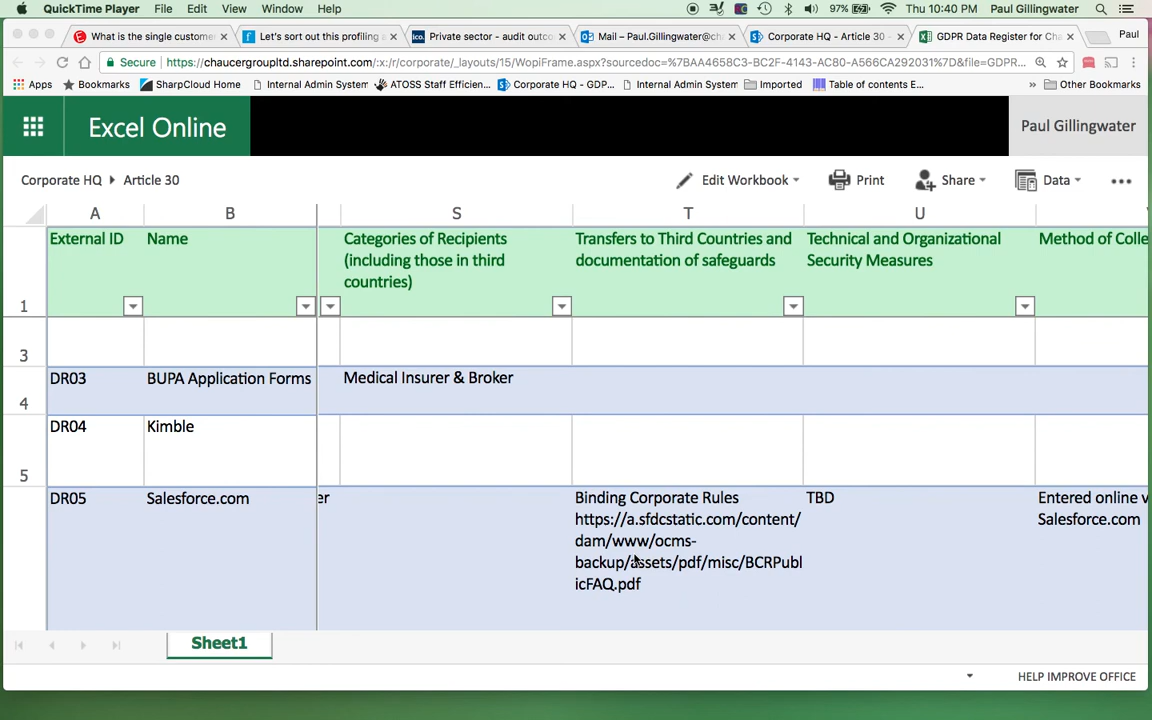 QuickTime Player File Edit View Window Help 97% Thu 10:40 PM Paul Gillingwater
What is the single custome Let's sort out this profiling a Private sector - audit outco Mail – Paul.Gillingwater@ch Corporate HQ - Article 30 - GDPR Data Register for Cha Paul
Secure https://chaucergroupltd.sharepoint.com/:x:/r/corporate/_layouts/15/WopiFrame.aspx?sourcedoc=%7BAA4658C3-BC2F-4143-AC80-A566CA292031%7D&file=GDPR...
Apps Bookmarks SharpCloud Home Internal Admin System ATOSS Staff Efficien... Corporate HQ - GDP... Internal Admin System Imported Table of contents E... » Other Bookmarks
Excel Online Paul Gillingwater
Corporate HQ Article 30 Edit Workbook Print Share Data
A B S T U
External ID Name Categories of Recipients Transfers to Third Countries and Technical and Organizational Method of Colle
(including those in third documentation of safeguards Security Measures
countries)
1
3
DR03 BUPA Application Forms Medical Insurer & Broker
4
DR04 Kimble
5
DR05 Salesforce.com er Binding Corporate Rules TBD Entered online v
https://a.sfdcstatic.com/content/ Salesforce.com
dam/www/ocms-
backup/assets/pdf/misc/BCRPubl
icFAQ.pdf
Sheet1
HELP IMPROVE OFFICE